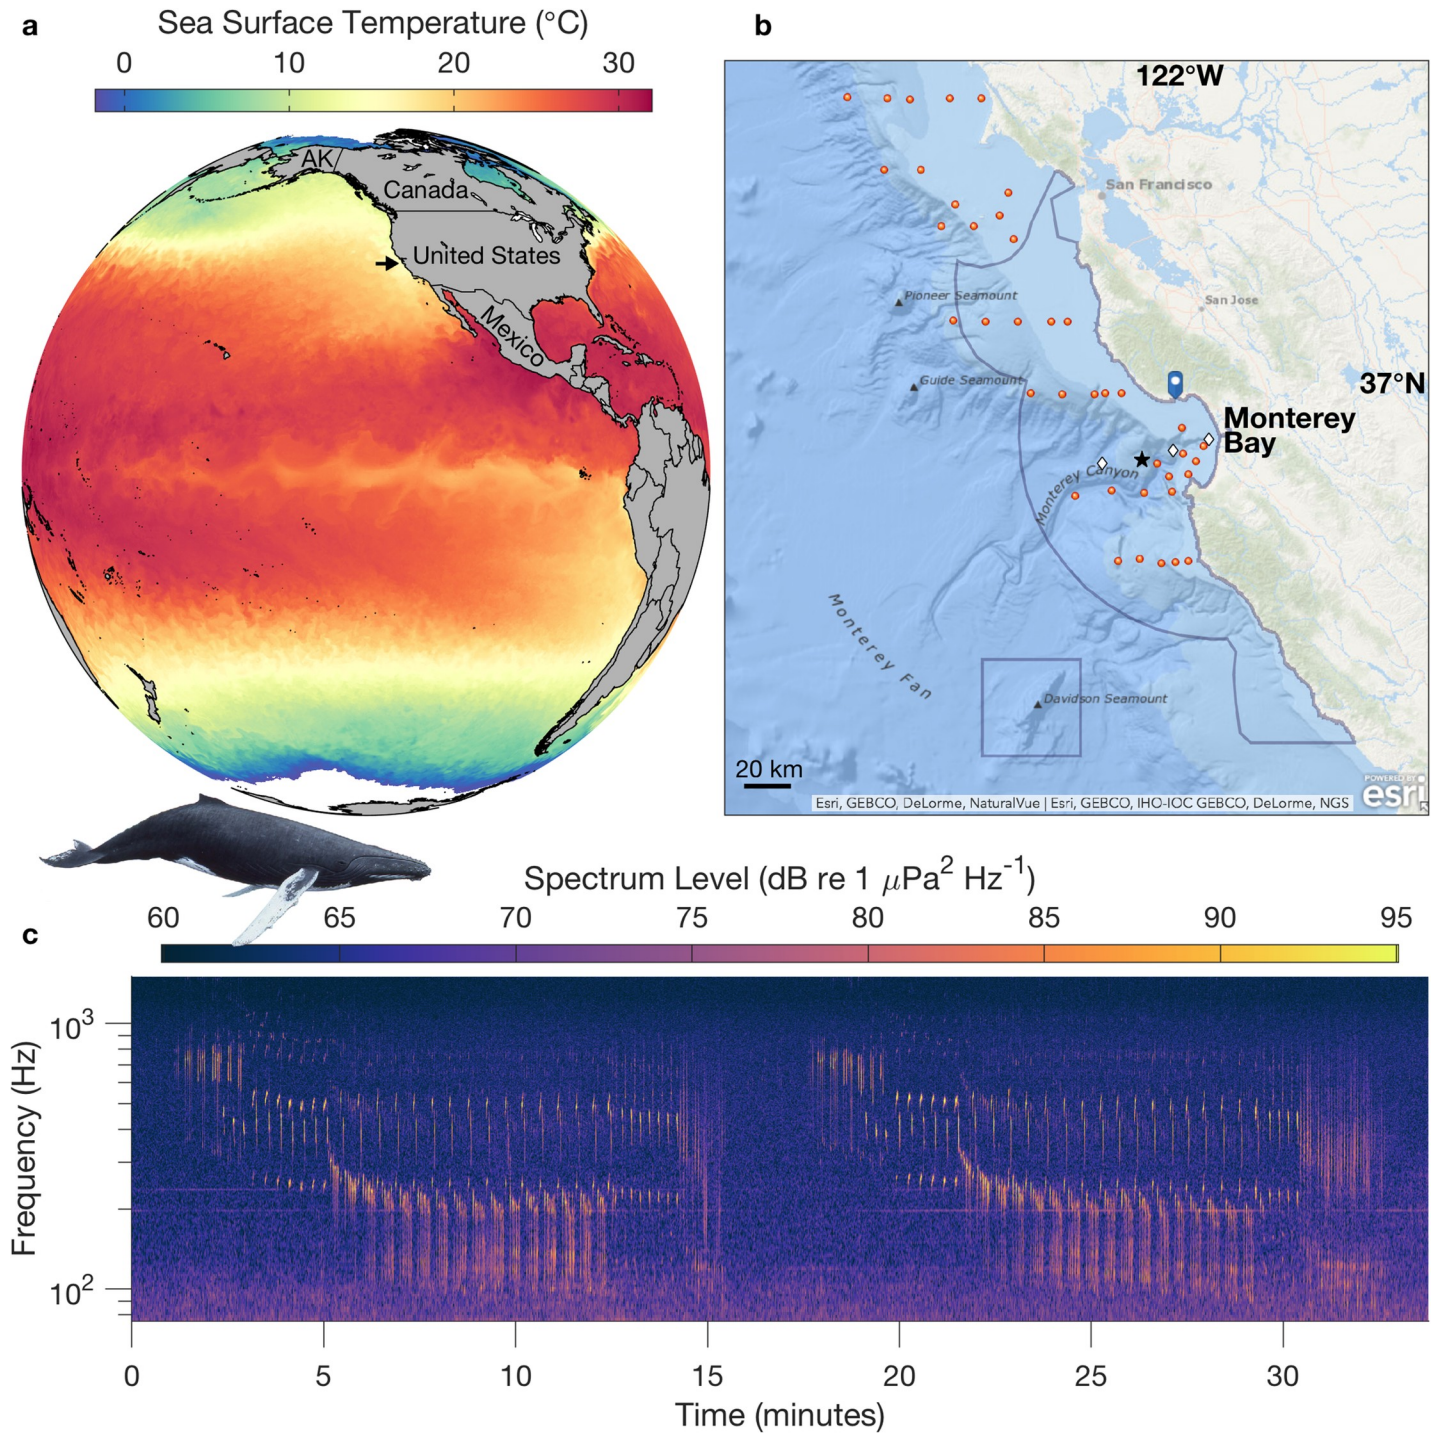 a
Sea Surface Temperature (°C)
0 10 20 30
AK
Canada
United States
Mexico
b
122°W
San Francisco
San Jose
Pioneer Seamount
Guide Seamount
37°N
Monterey
Bay
Monterey Canyon
Monterey Fan
Davidson Seamount
20 km
Esri, GEBCO, DeLorme, NaturalVue | Esri, GEBCO, IHO-IOC GEBCO, DeLorme, NGS
POWERED BY
esri
Spectrum Level (dB re 1 μPa² Hz⁻¹)
60 65 70 75 80 85 90 95
c
Frequency (Hz)
10³
10²
0 5 10 15 20 25 30
Time (minutes)